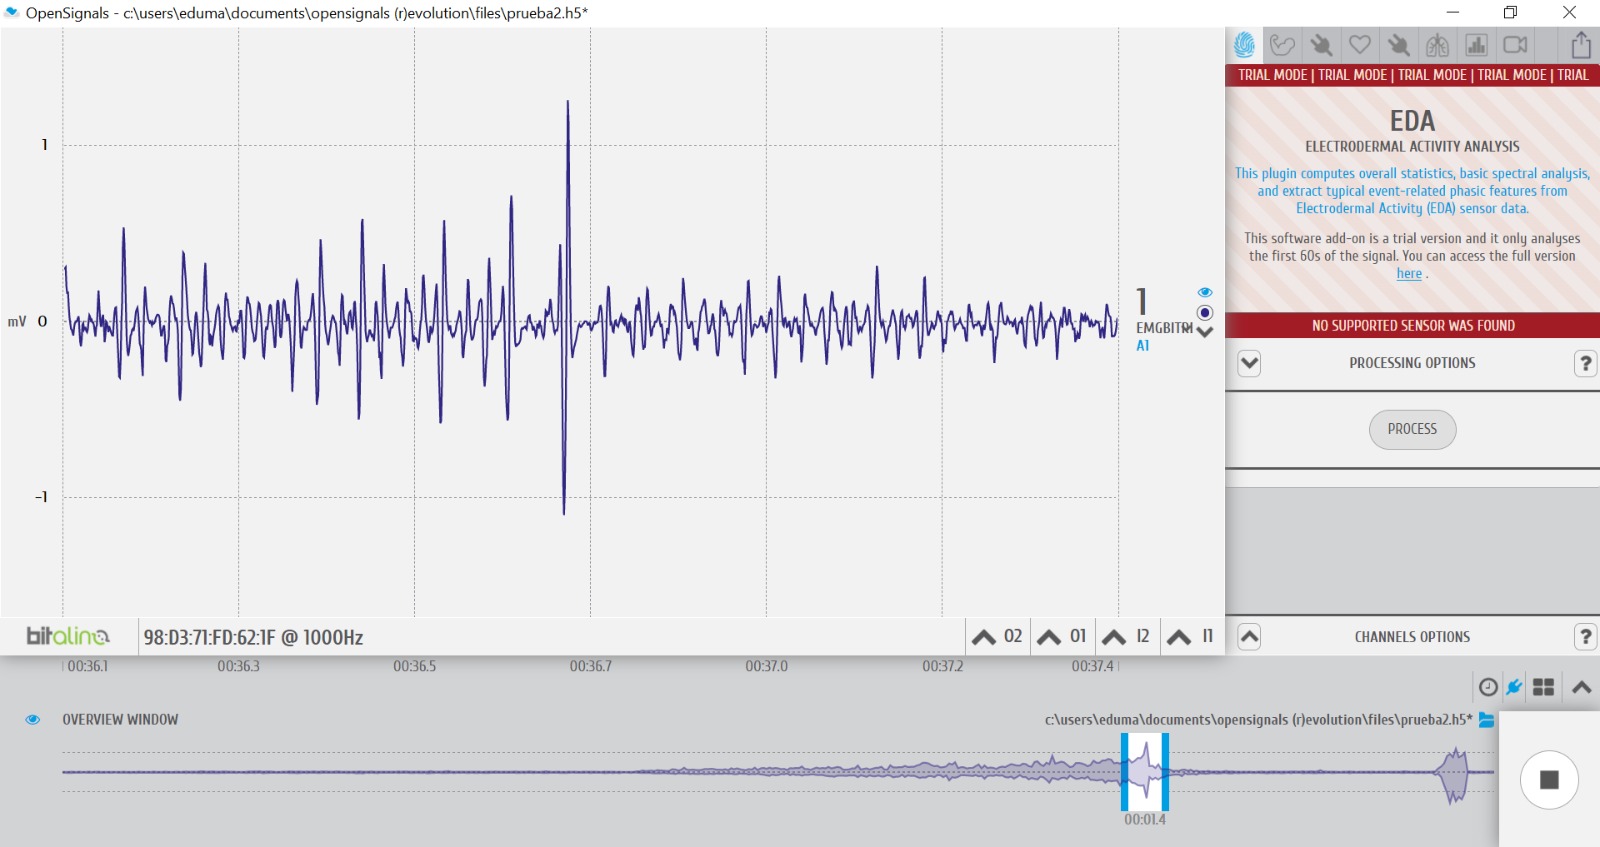 OpenSignals - c:\users\eduma\documents\opensignals (r)evolution\files\prueba2.h5*
TRIAL MODE | TRIAL MODE | TRIAL MODE | TRIAL MODE | TRIAL
EDA
ELECTRODERMAL ACTIVITY ANALYSIS
This plugin computes overall statistics, basic spectral analysis,
and extract typical event-related phasic features from
Electrodermal Activity (EDA) sensor data.
This software add-on is a trial version and it only analyses
the first 60s of the signal. You can access the full version
here .
NO SUPPORTED SENSOR WAS FOUND
PROCESSING OPTIONS ?
PROCESS
CHANNELS OPTIONS ?
1
mV 0
-1
1
EMGBITM
A1
bitalino 98:D3:71:FD:62:1F @ 1000Hz O2 O1 I2 I1
00:36.1 00:36.3 00:36.5 00:36.7 00:37.0 00:37.2 00:37.4
OVERVIEW WINDOW c:\users\eduma\documents\opensignals (r)evolution\files\prueba2.h5*
00:01.4